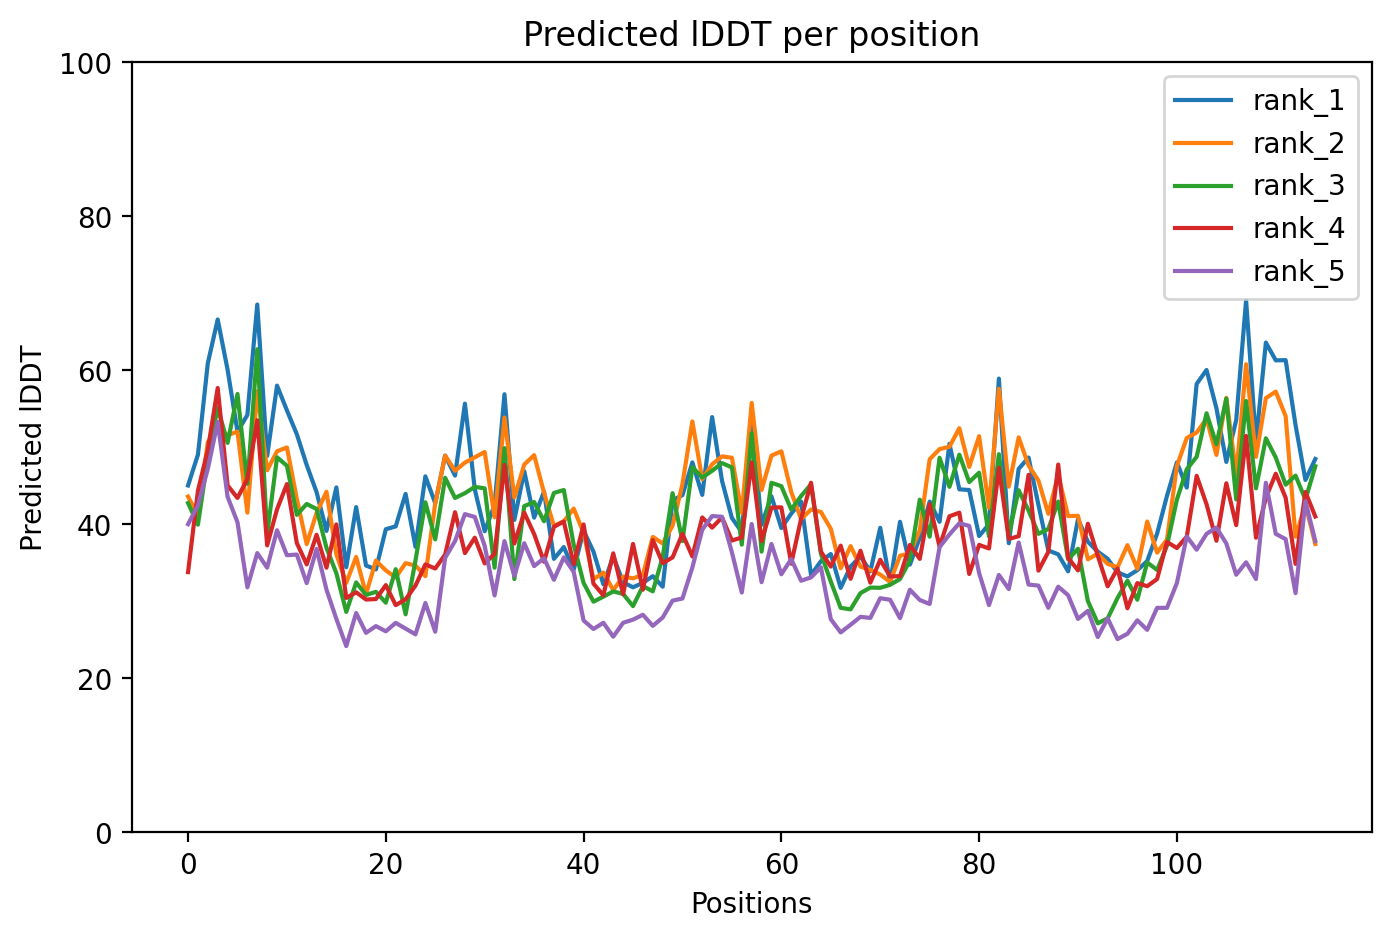 Predicted lDDT per position
100
80
60
40
20
0
Predicted lDDT
0 20 40 60 80 100
Positions
rank_1
rank_2
rank_3
rank_4
rank_5